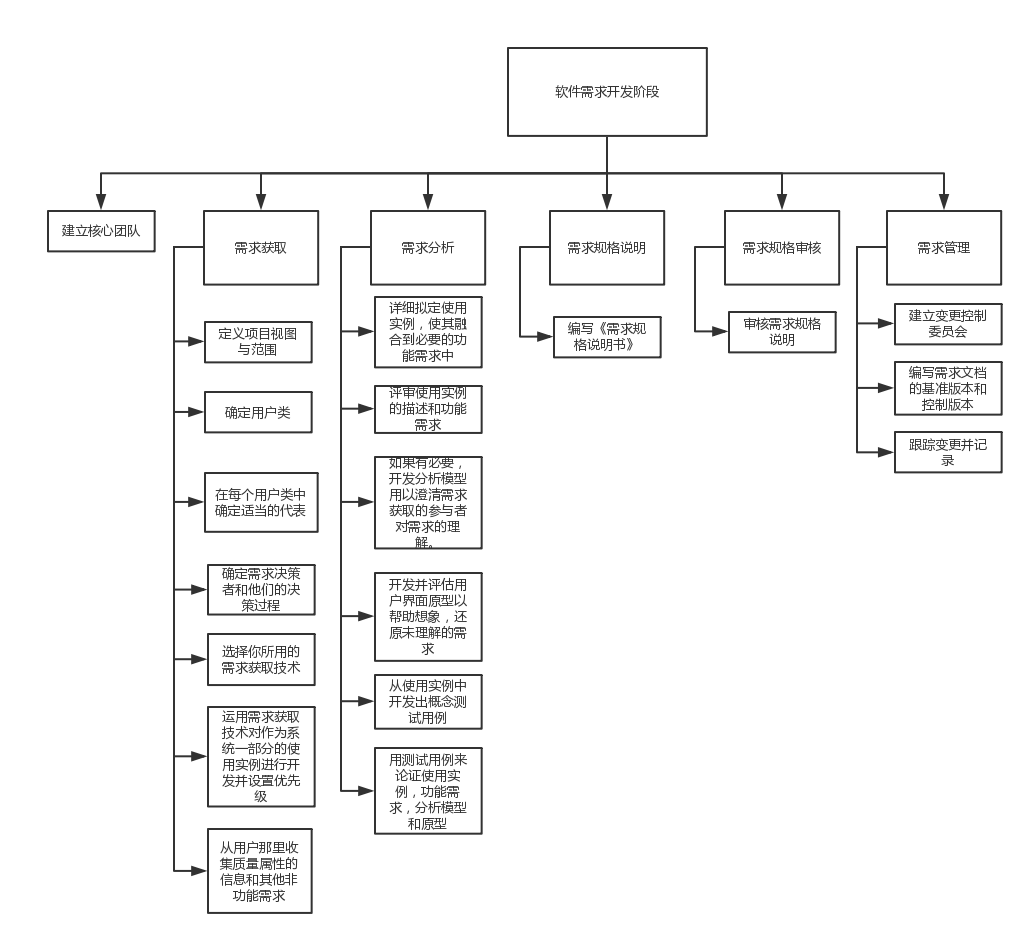 软件需求开发阶段
建立核心团队
需求获取
定义项目视图
与范围
确定用户类
在每个用户类中
确定适当的代表
确定需求决策
者和他们的决
策过程
选择你所用的
需求获取技术
运用需求获取
技术对作为系
统一部分的使
用实例进行开
发并设置优先
级
从用户那里收
集质量属性的
信息和其他非
功能需求
需求分析
详细拟定使用
实例，使其融
合到必要的功
能需求中
评审使用实例
的描述和功能
需求
如果有必要，
开发分析模型
用以澄清需求
获取的参与者
对需求的理
解。
开发并评估用
户界面原型以
帮助想象，还
原未理解的需
求
从使用实例中
开发出概念测
试用例
用测试用例来
论证使用实
例，功能需
求，分析模型
和原型
需求规格说明
编写《需求规
格说明书》
需求规格审核
审核需求规格
说明
需求管理
建立变更控制
委员会
编写需求文档
的基准版本和
控制版本
跟踪变更并记
录